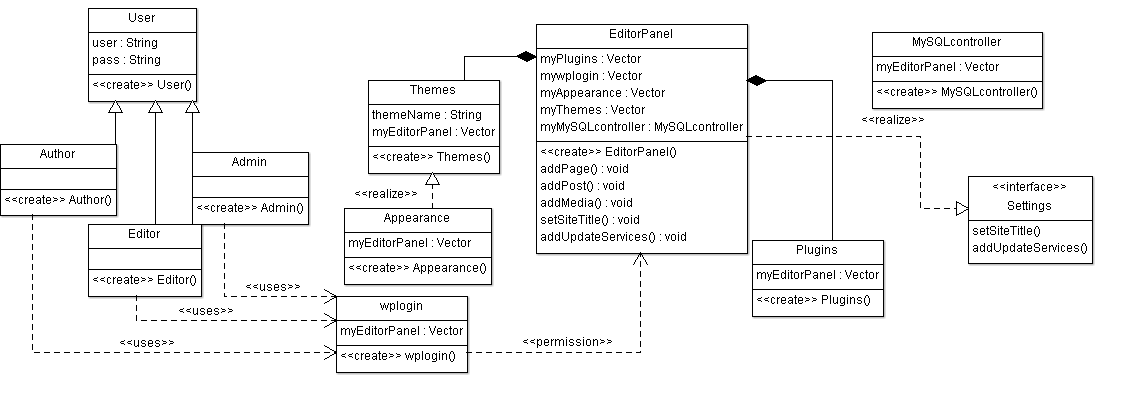 User
user : String
pass : String
<<create>> User()
Author
<<create>> Author()
Admin
<<create>> Admin()
Editor
<<create>> Editor()
Themes
themeName : String
myEditorPanel : Vector
<<create>> Themes()
<<realize>>
Appearance
myEditorPanel : Vector
<<create>> Appearance()
<<uses>>
<<uses>>
<<uses>>
wplogin
myEditorPanel : Vector
<<create>> wplogin()
<<permission>>
EditorPanel
myPlugins : Vector
mywplogin : Vector
myAppearance : Vector
myThemes : Vector
myMySQLcontroller : MySQLcontroller
<<create>> EditorPanel()
addPage() : void
addPost() : void
addMedia() : void
setSiteTitle() : void
addUpdateServices() : void
Plugins
myEditorPanel : Vector
<<create>> Plugins()
MySQLcontroller
myEditorPanel : Vector
<<create>> MySQLcontroller()
<<realize>>
<<interface>>
Settings
setSiteTitle()
addUpdateServices()